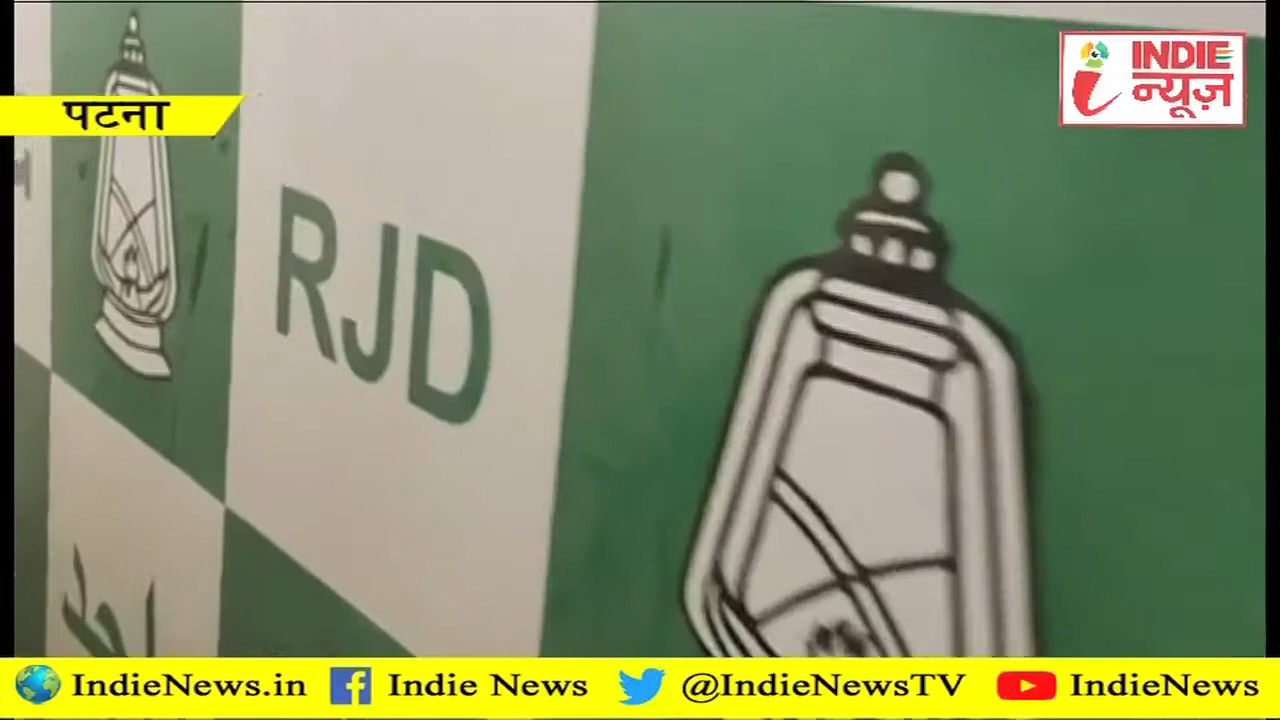 INDIE
न्यूज़
पटना
RJD
IndieNews.in Indie News @IndieNewsTV IndieNews